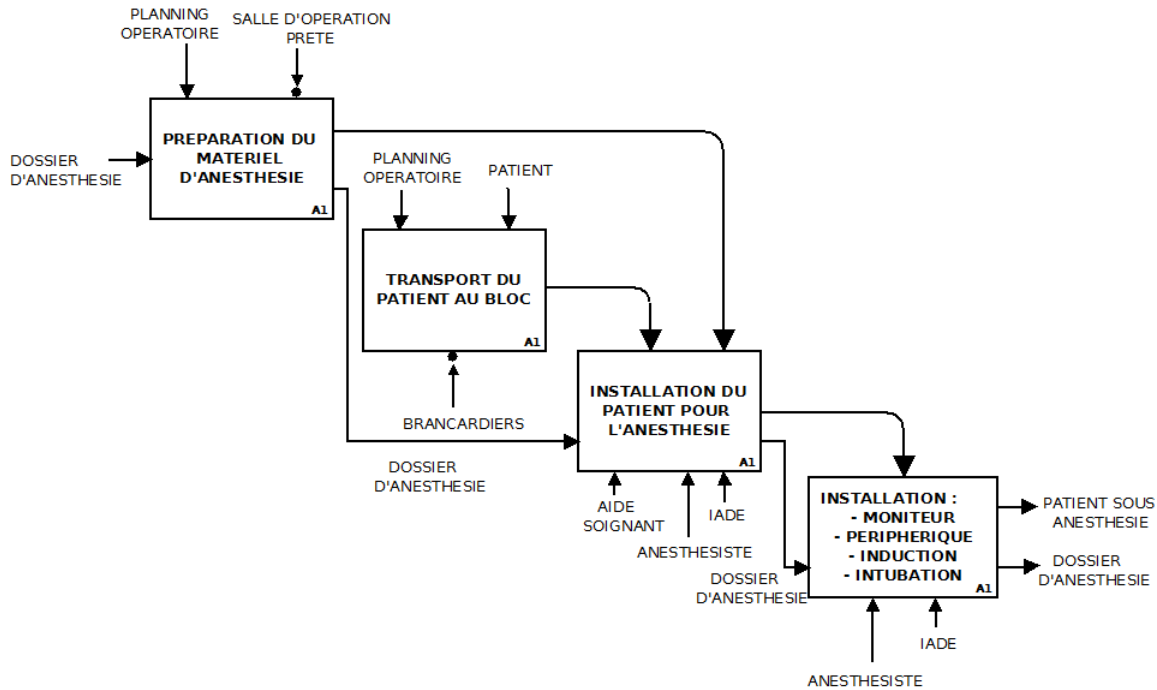 PLANNING
OPERATOIRE
SALLE D'OPERATION
PRETE
DOSSIER
D'ANESTHESIE
PREPARATION DU
MATERIEL
D'ANESTHESIE
A1
PLANNING
OPERATOIRE
PATIENT
TRANSPORT DU
PATIENT AU BLOC
A1
BRANCARDIERS
DOSSIER
D'ANESTHESIE
INSTALLATION DU
PATIENT POUR
L'ANESTHESIE
A1
AIDE
SOIGNANT
ANESTHESISTE
IADE
DOSSIER
D'ANESTHESIE
INSTALLATION :
- MONITEUR
- PERIPHERIQUE
- INDUCTION
- INTUBATION
A1
PATIENT SOUS
ANESTHESIE
DOSSIER
D'ANESTHESIE
IADE
ANESTHESISTE